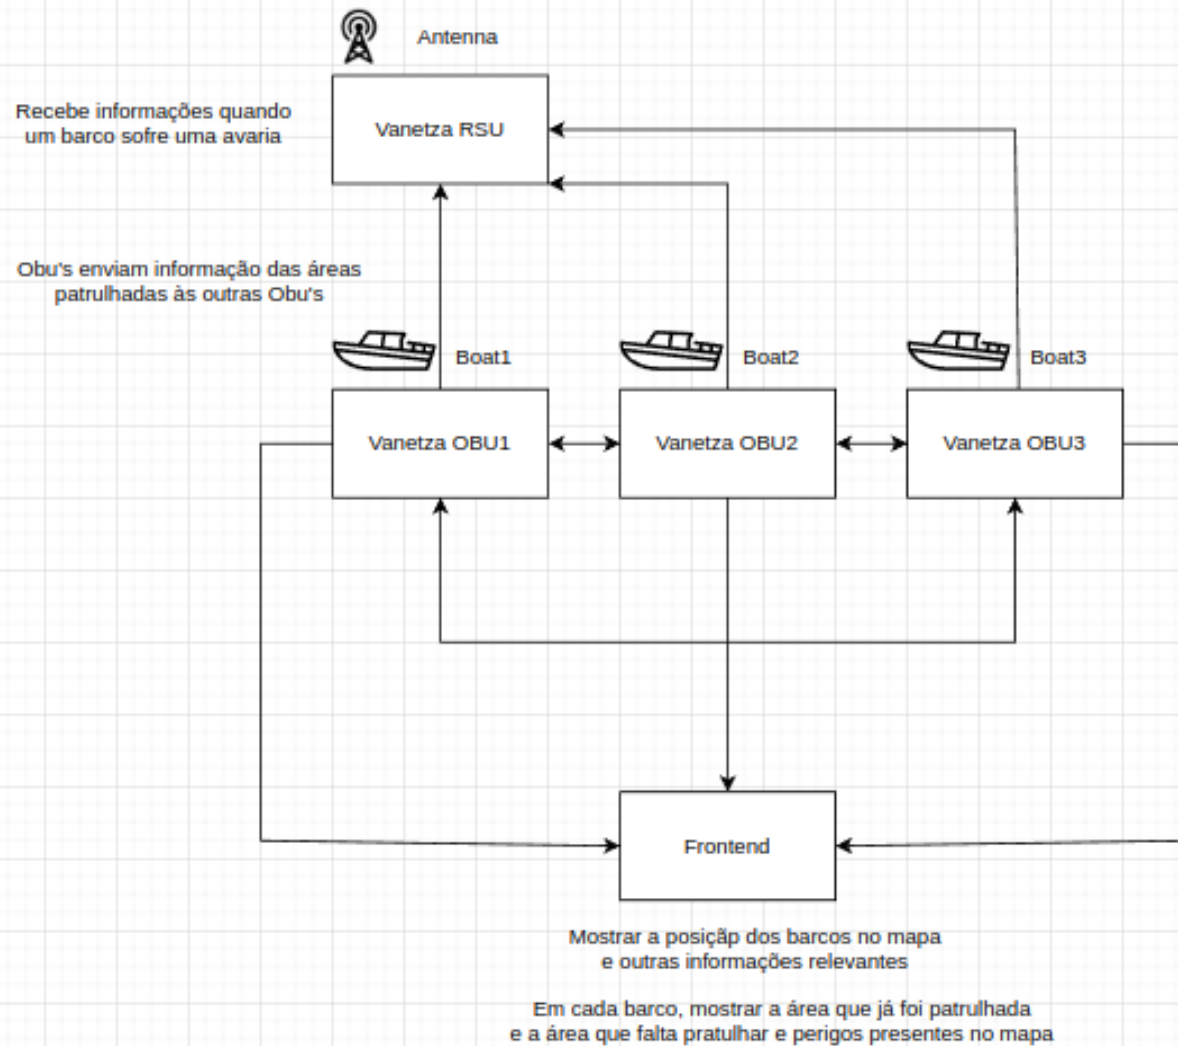 Antenna
Recebe informações quando
um barco sofre uma avaria
Vanetza RSU
Obu's enviam informação das áreas
patrulhadas às outras Obu's
Boat1
Boat2
Boat3
Vanetza OBU1
Vanetza OBU2
Vanetza OBU3
Frontend
Mostrar a posiçãp dos barcos no mapa
e outras informações relevantes
Em cada barco, mostrar a área que já foi patrulhada
e a área que falta pratulhar e perigos presentes no mapa